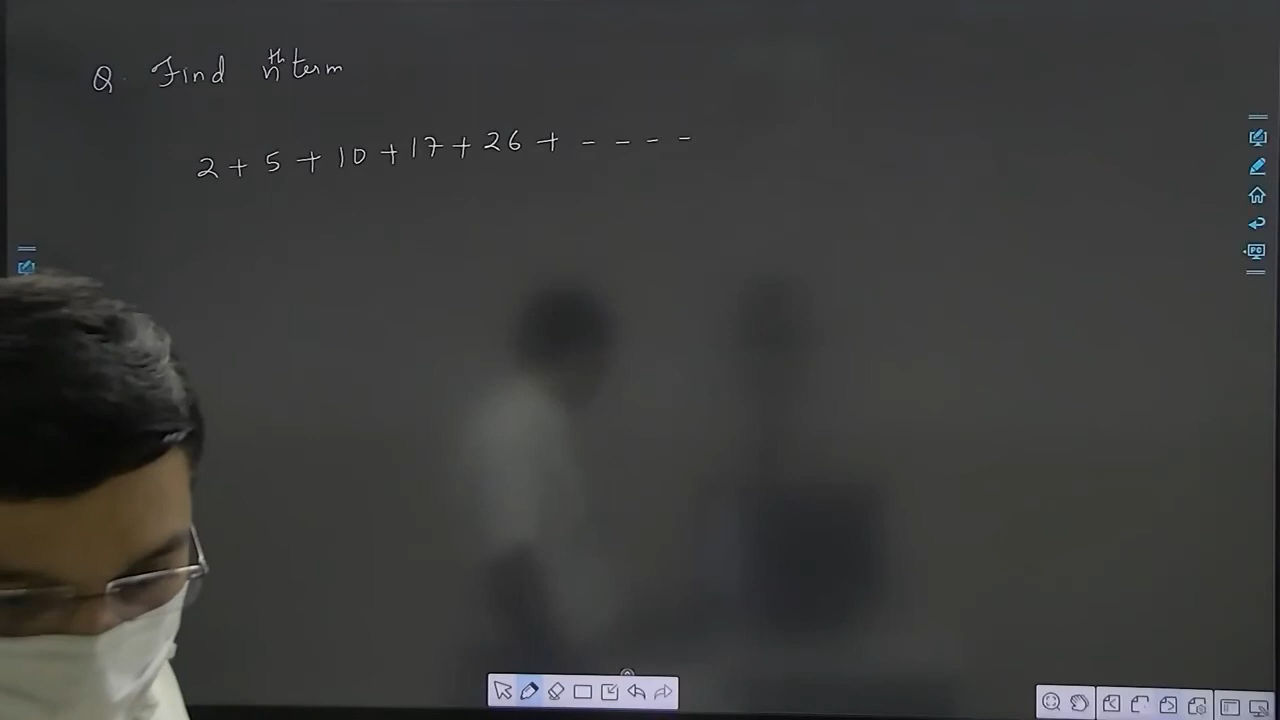 Q. Find nth term
2 + 5 + 10 + 17 + 26 + - - - -